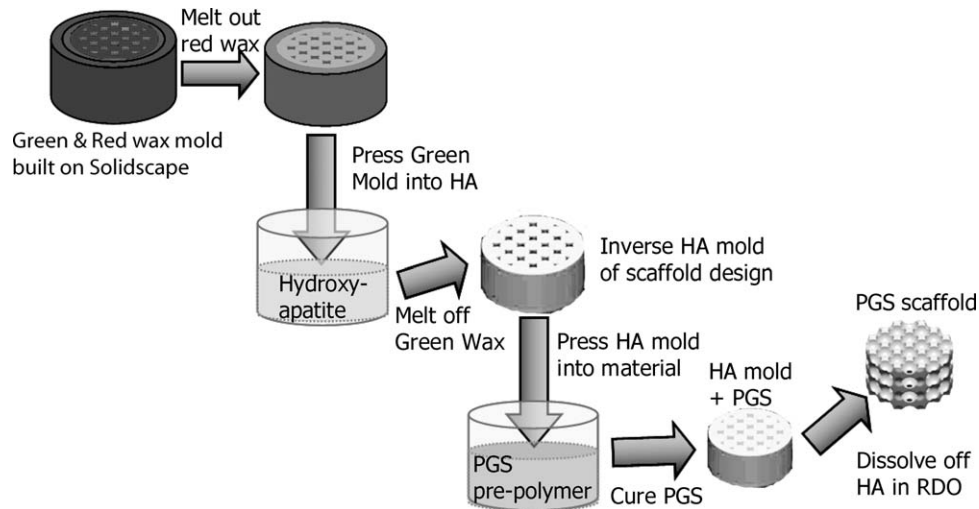 Melt out
red wax
Green & Red wax mold
built on Solidscape
Press Green
Mold into HA
Hydroxy-
apatite
Melt off
Green Wax
Inverse HA mold
of scaffold design
Press HA mold
into material
PGS
pre-polymer
Cure PGS
HA mold
+ PGS
PGS scaffold
Dissolve off
HA in RDO